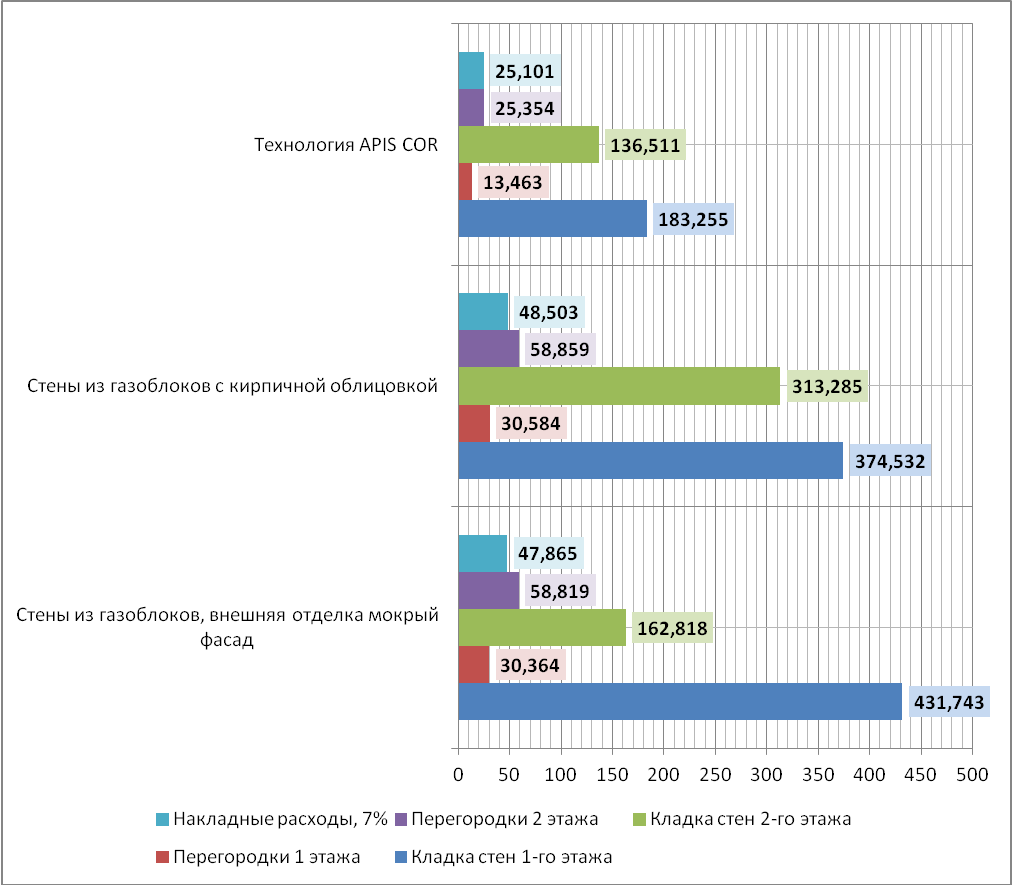 25,101
25,354
Технология APIS COR
136,511
13,463
183,255
48,503
58,859
Стены из газоблоков с кирпичной облицовкой
313,285
30,584
374,532
47,865
58,819
Стены из газоблоков, внешняя отделка мокрый
фасад
162,818
30,364
431,743
0 50 100 150 200 250 300 350 400 450 500
Накладные расходы, 7% Перегородки 2 этажа Кладка стен 2-го этажа
Перегородки 1 этажа Кладка стен 1-го этажа